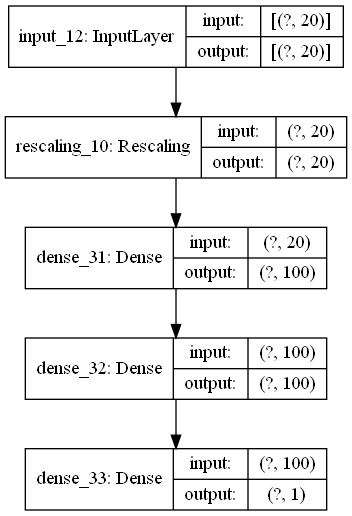 input_12: InputLayer
input: [(?, 20)]
output: [(?, 20)]
rescaling_10: Rescaling
input: (?, 20)
output: (?, 20)
dense_31: Dense
input: (?, 20)
output: (?, 100)
dense_32: Dense
input: (?, 100)
output: (?, 100)
dense_33: Dense
input: (?, 100)
output: (?, 1)